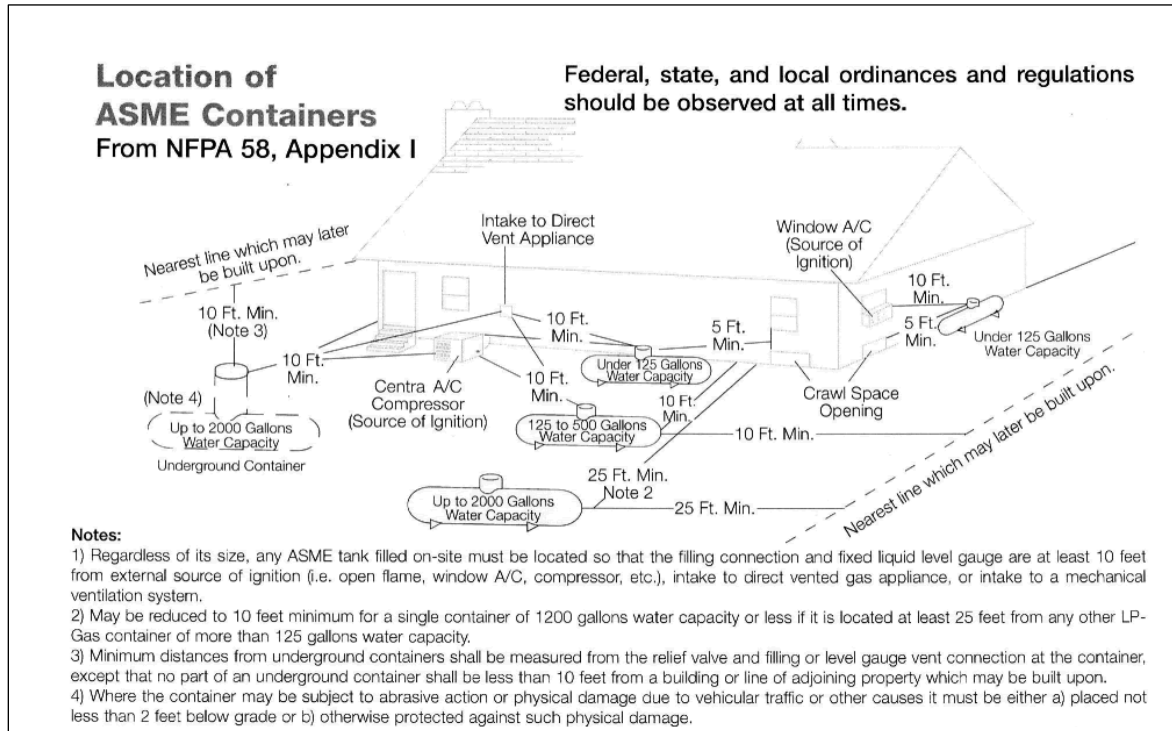 Location of
ASME Containers
From NFPA 58, Appendix I
Federal, state, and local ordinances and regulations
should be observed at all times.
Nearest line which may later
be built upon.
10 Ft. Min.
(Note 3)
Intake to Direct
Vent Appliance
Window A/C
(Source of
Ignition)
10 Ft.
Min.
5 Ft.
Min.
Under 125 Gallons
Water Capacity
10 Ft.
Min.
5 Ft.
Min.
10 Ft.
Min.
Centra A/C
Compressor
(Source of Ignition)
Under 125 Gallons
Water Capacity
10 Ft.
Min.
10 Ft.
Min.
Crawl Space
Opening
(Note 4)
Up to 2000 Gallons
Water Capacity
Underground Container
125 to 500 Gallons
Water Capacity
10 Ft. Min.
25 Ft. Min.
Note 2
Up to 2000 Gallons
Water Capacity
25 Ft. Min.
Nearest line which may later be built upon.
Notes:
1) Regardless of its size, any ASME tank filled on-site must be located so that the filling connection and fixed liquid level gauge are at least 10 feet
from external source of ignition (i.e. open flame, window A/C, compressor, etc.), intake to direct vented gas appliance, or intake to a mechanical
ventilation system.
2) May be reduced to 10 feet minimum for a single container of 1200 gallons water capacity or less if it is located at least 25 feet from any other LP-
Gas container of more than 125 gallons water capacity.
3) Minimum distances from underground containers shall be measured from the relief valve and filling or level gauge vent connection at the container,
except that no part of an underground container shall be less than 10 feet from a building or line of adjoining property which may be built upon.
4) Where the container may be subject to abrasive action or physical damage due to vehicular traffic or other causes it must be either a) placed not
less than 2 feet below grade or b) otherwise protected against such physical damage.